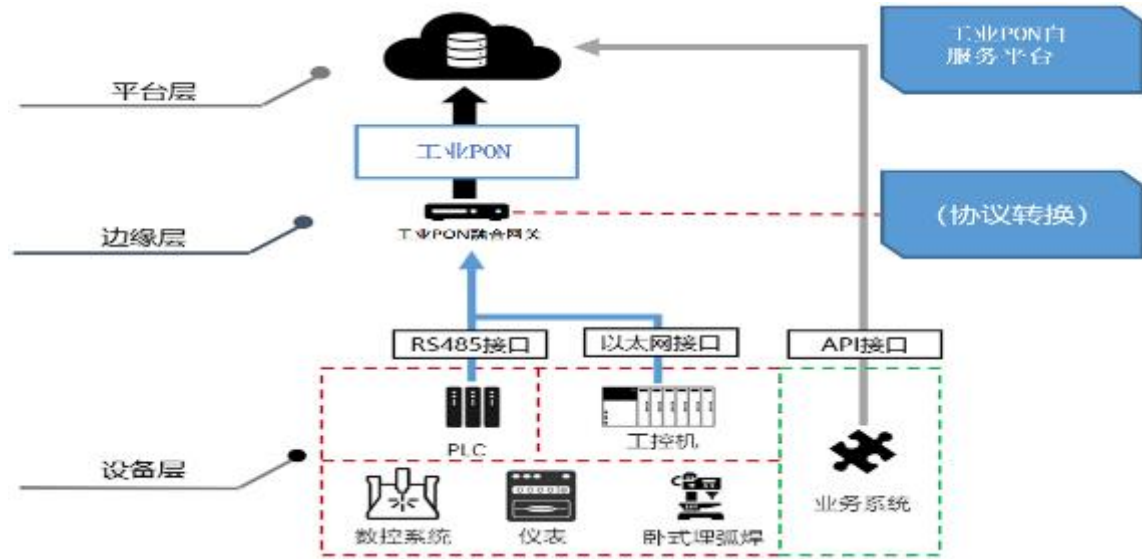 工业PON自
服务平台
平台层
工业PON
(协议转换)
边缘层
工业PON融合网关
RS485接口
以太网接口
API接口
PLC
工控机
设备层
业务系统
数控系统
仪表
卧式埋弧焊